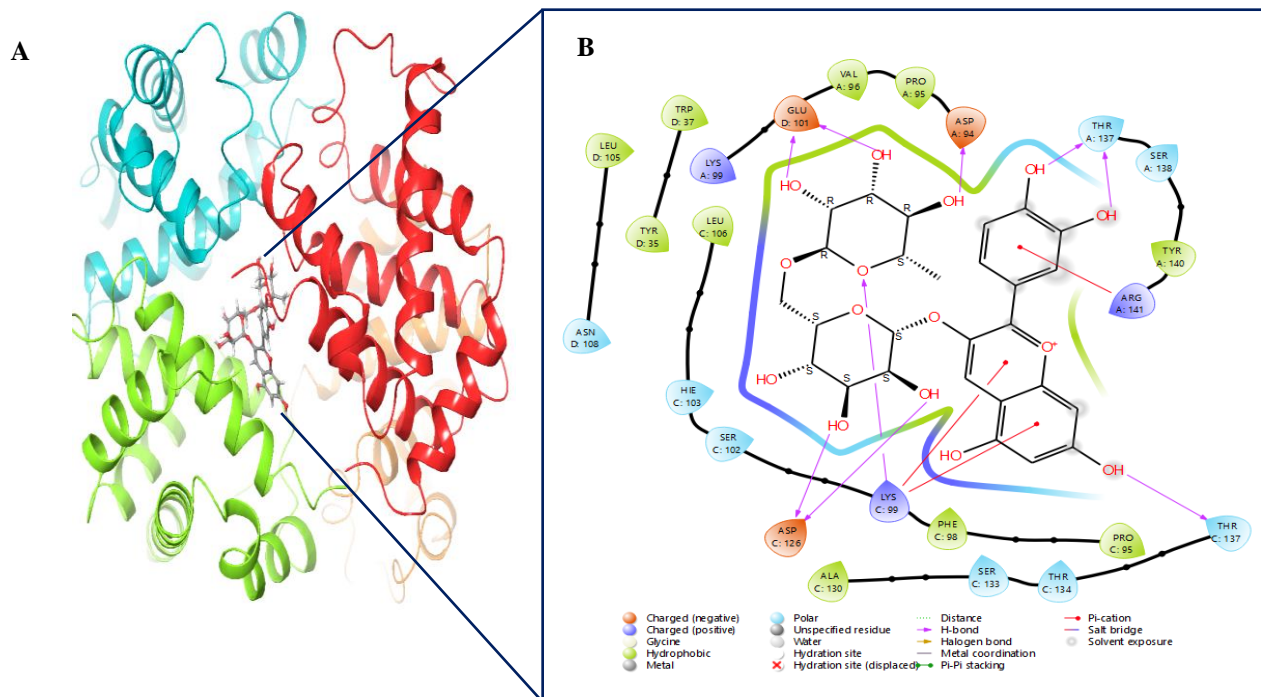 A
B
VAL
A: 96
PRO
A: 95
GLU
D: 101
ASP
A: 94
TRP
D: 37
LEU
D: 105
LYS
A: 99
THR
A: 137
SER
A: 138
TYR
D: 35
LEU
C: 106
TYR
A: 140
ARG
A: 141
ASN
D: 108
HIE
C: 103
SER
C: 102
LYS
C: 99
ASP
C: 126
PHE
C: 98
PRO
C: 95
THR
C: 137
ALA
C: 130
SER
C: 133
THR
C: 134
OH
HO
OH
OH
OH
R
R
R
R
S
O
O
O
S
S
O
O+
S
S
S
HO
OH
OH
HO
OH
Charged (negative)
Charged (positive)
Glycine
Hydrophobic
Metal
Polar
Unspecified residue
Water
Hydration site
Hydration site (displaced)
Distance
H-bond
Halogen bond
Metal coordination
Pi-Pi stacking
Pi-cation
Salt bridge
Solvent exposure